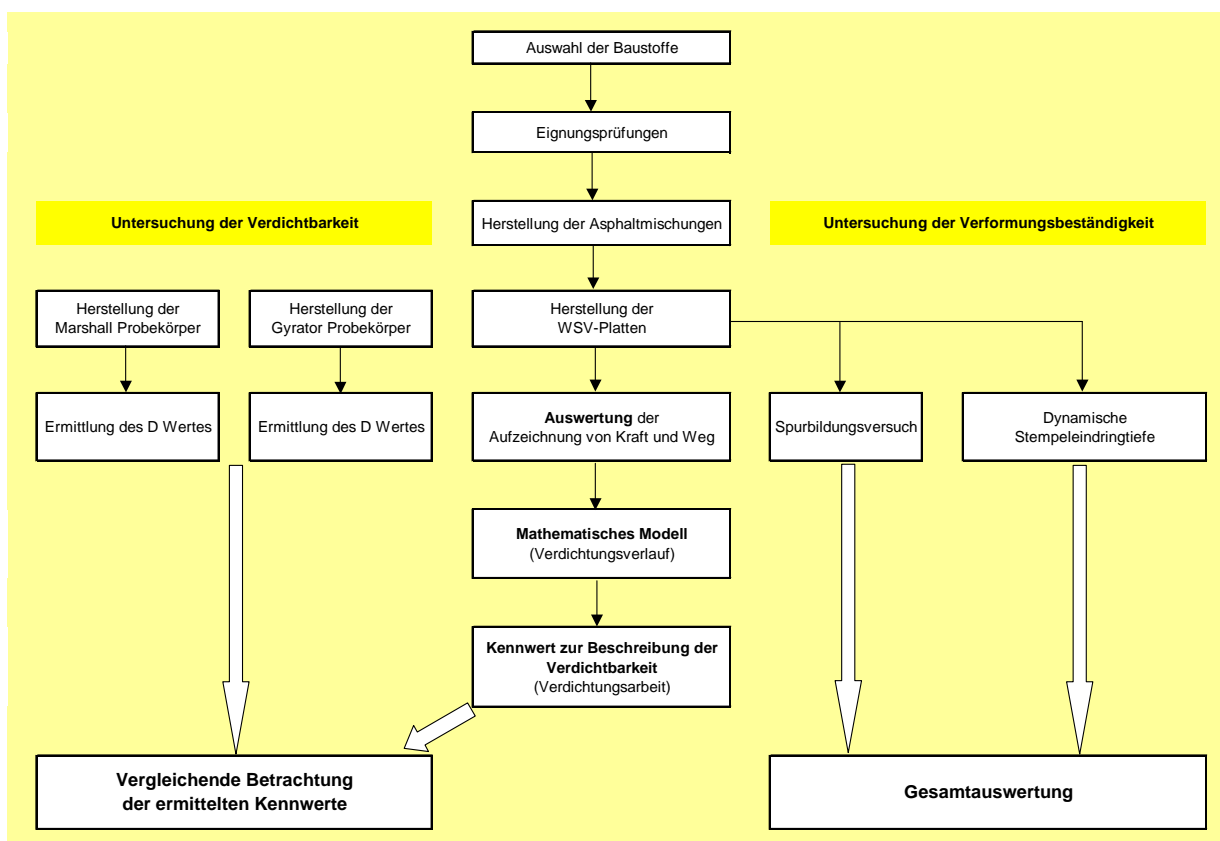 Auswahl der Baustoffe
Eignungsprüfungen
Untersuchung der Verdichtbarkeit
Herstellung der Asphaltmischungen
Untersuchung der Verformungsbeständigkeit
Herstellung der
Marshall Probekörper
Herstellung der
Gyrator Probekörper
Herstellung der
WSV-Platten
Ermittlung des D Wertes
Ermittlung des D Wertes
Auswertung der
Aufzeichnung von Kraft und Weg
Spurbildungsversuch
Dynamische
Stempeleindringtiefe
Mathematisches Modell
(Verdichtungsverlauf)
Kennwert zur Beschreibung der
Verdichtbarkeit
(Verdichtungsarbeit)
Vergleichende Betrachtung
der ermittelten Kennwerte
Gesamtauswertung